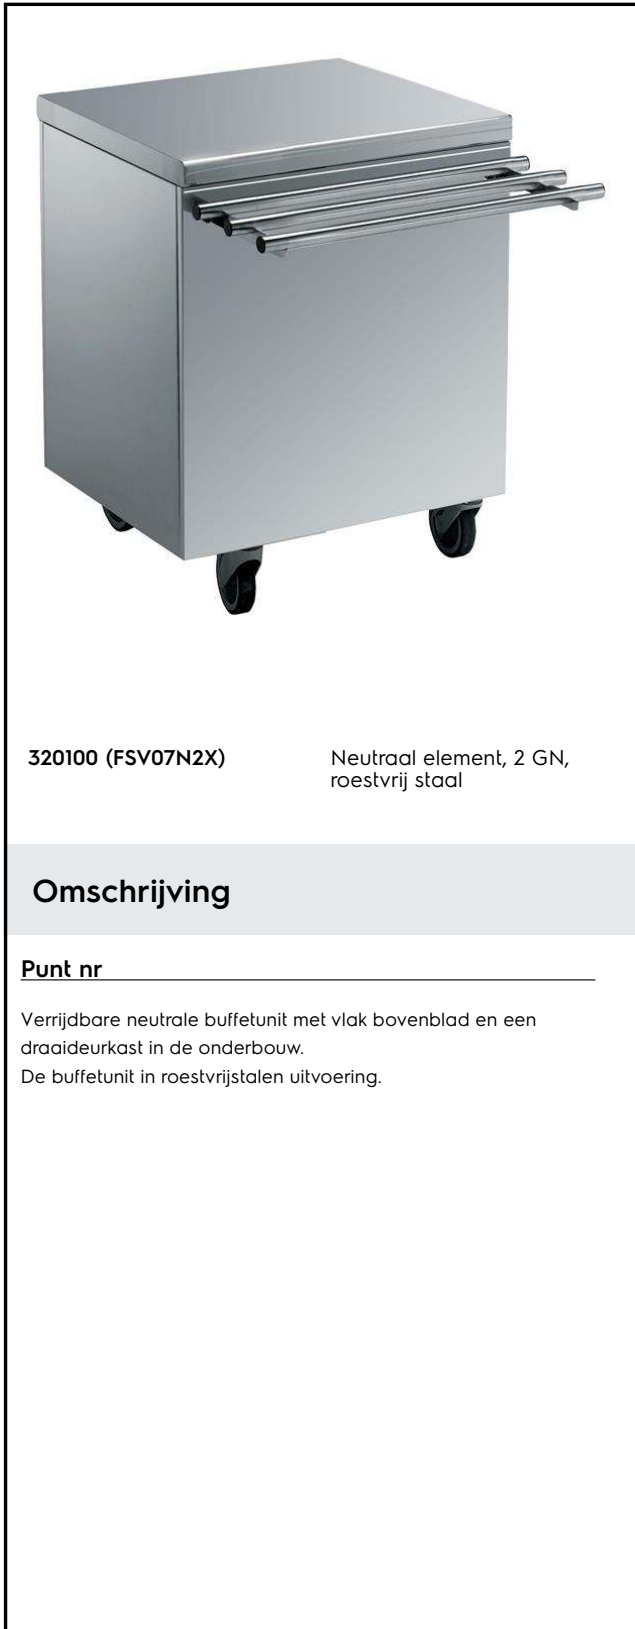 320100 (FSV07N2X)
Neutraal element, 2 GN,
roestvrij staal
Omschrijving
Punt nr
Verrijdbare neutrale buffetunit met vlak bovenblad en een
draaideurkast in de onderbouw.
De buffetunit in roestvrijstalen uitvoering.